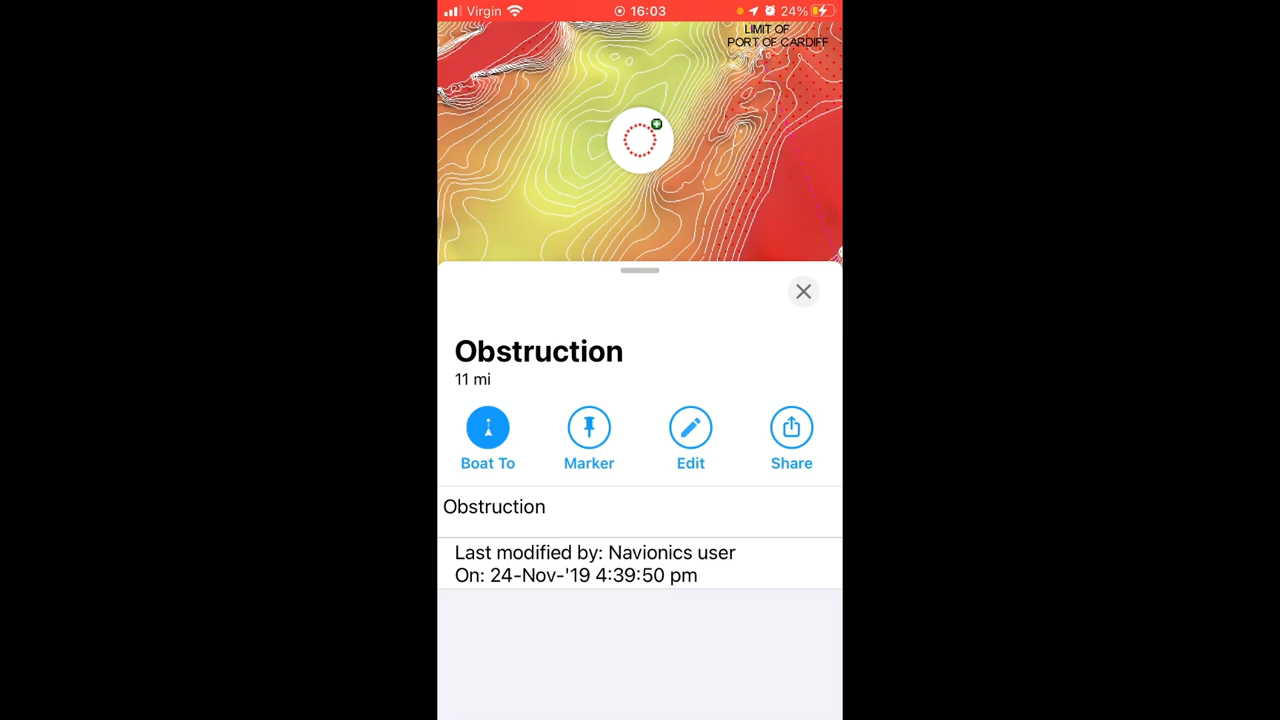 Virgin 16:03 24%
LIMIT OF
PORT OF CARDIFF
Obstruction
11 mi
Boat To Marker Edit Share
Obstruction
Last modified by: Navionics user
On: 24-Nov-'19 4:39:50 pm